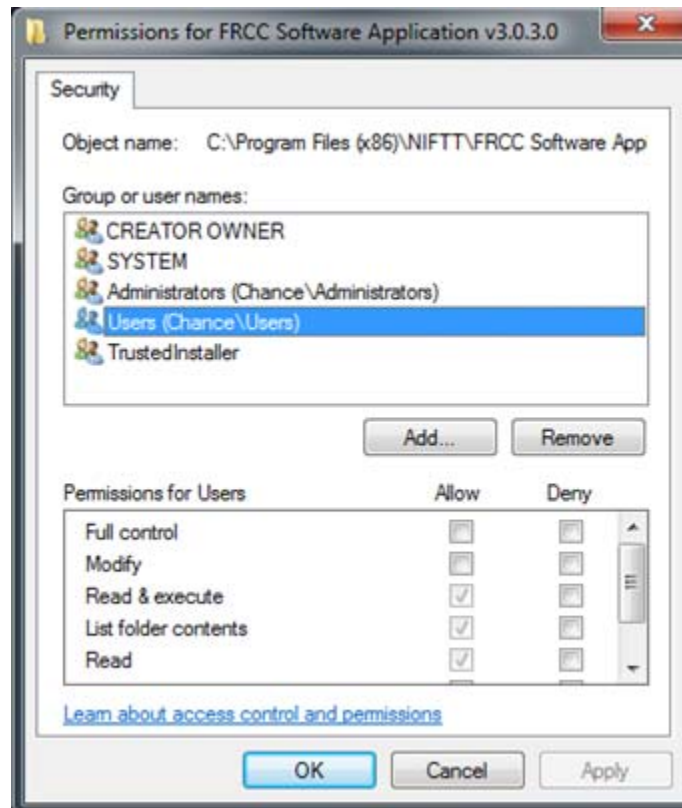 Permissions for FRCC Software Application v3.0.3.0
Security
Object name: C:\Program Files (x86)\NIFTT\FRCC Software App
Group or user names:
CREATOR OWNER
SYSTEM
Administrators (Chance\Administrators)
Users (Chance\Users)
TrustedInstaller
Add... Remove
Permissions for Users Allow Deny
Full control
Modify
Read & execute
List folder contents
Read
Learn about access control and permissions
OK Cancel Apply